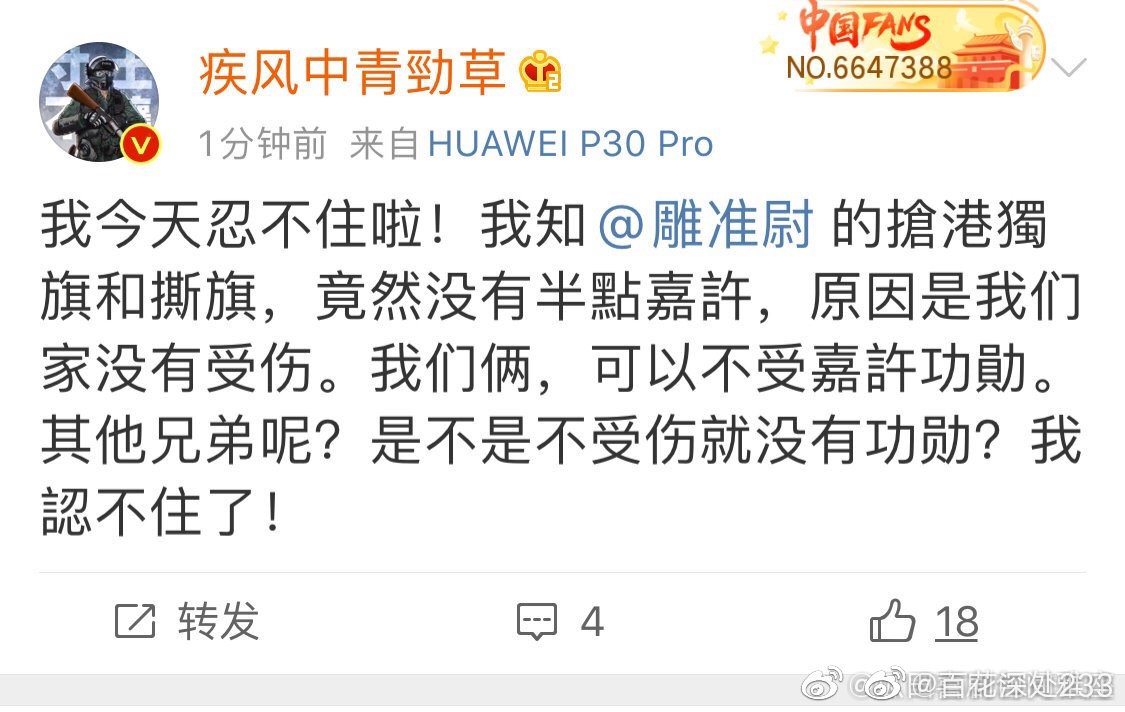 中国FANS
NO.6647388
疾风中青勁草
1分钟前 来自 HUAWEI P30 Pro
我今天忍不住啦！我知 @雕准尉 的搶港獨
旗和撕旗，竟然没有半點嘉許，原因是我们
家没有受伤。我们俩，可以不受嘉許功勛。
其他兄弟呢？是不是不受伤就没有功勋？我
認不住了！
转发
4
18
@百花深处233